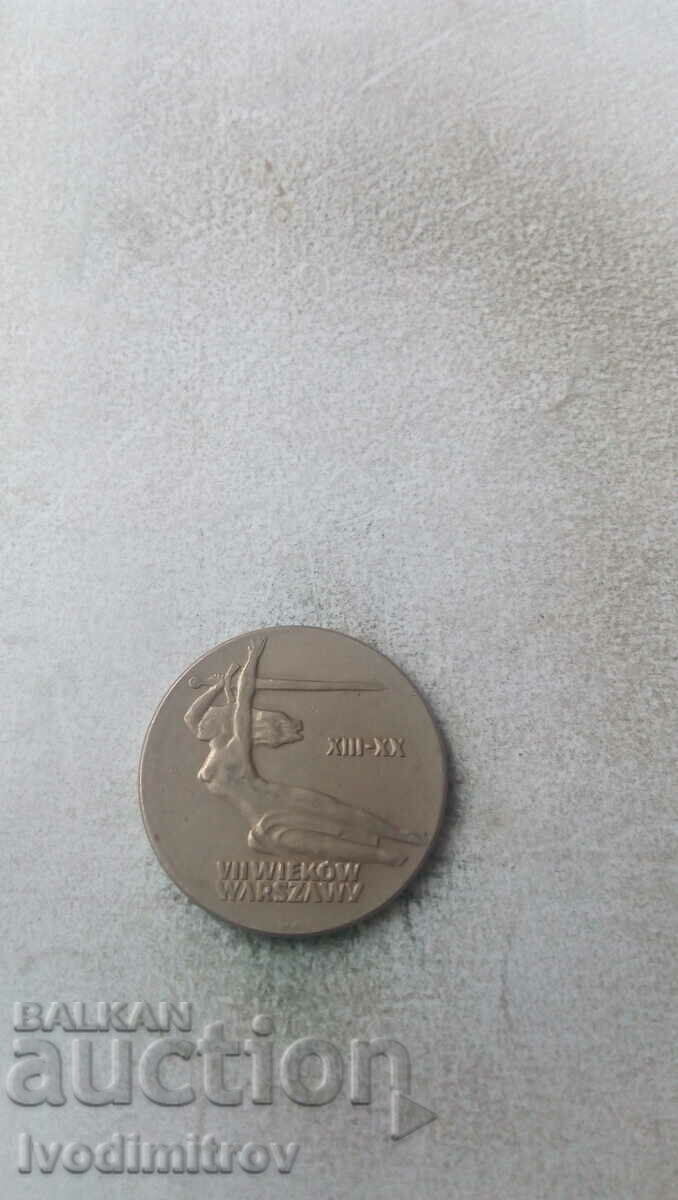 XIII-XX
VII WIEKÓW
WARSZAWY
BALKAN
auction
Ivodimitrov